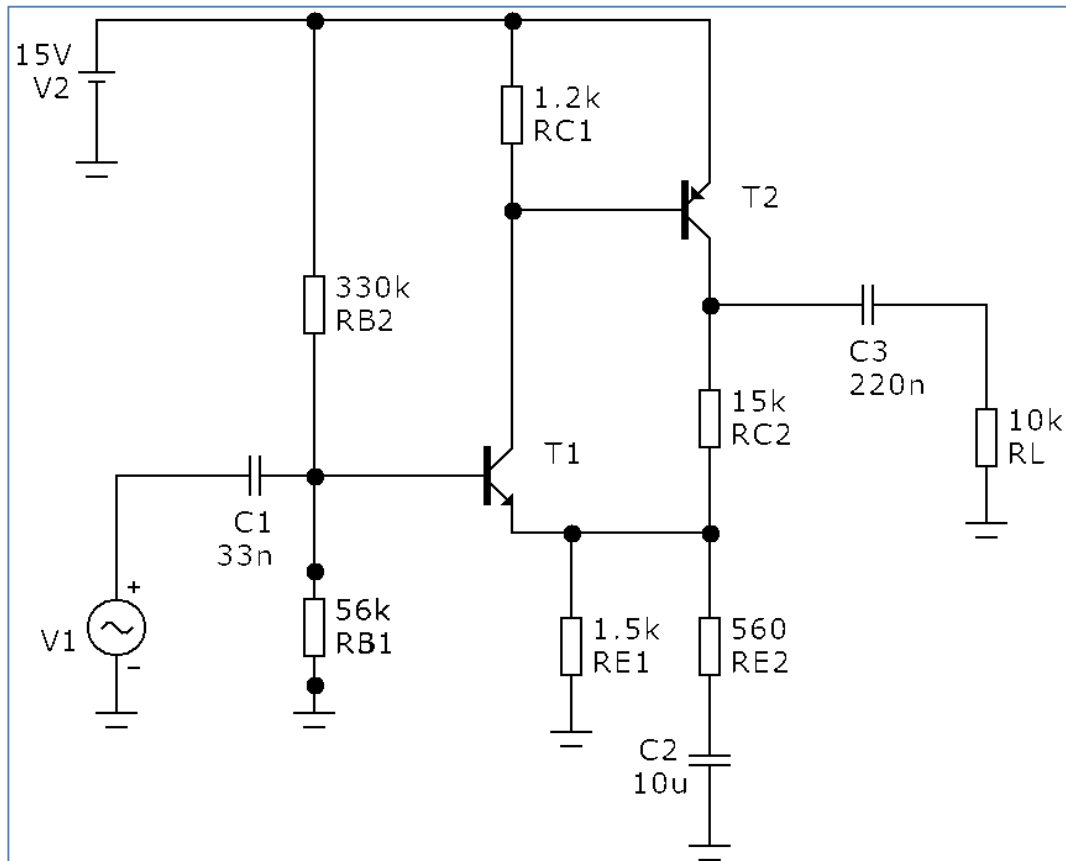 15V
V2
1.2k
RC1
T2
330k
RB2
C3
220n
15k
RC2
10k
RL
T1
C1
33n
+
V1
−
56k
RB1
1.5k
RE1
560
RE2
C2
10u